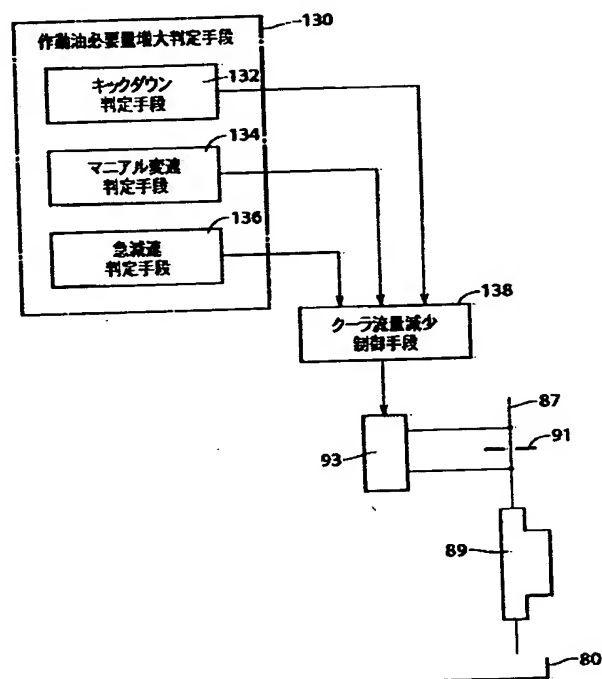 130
作動油必要量増大判定手段
132
キックダウン
判定手段
134
マニアル変速
判定手段
136
急減速
判定手段
138
クーラ流量減少
制御手段
87
91
93
89
80